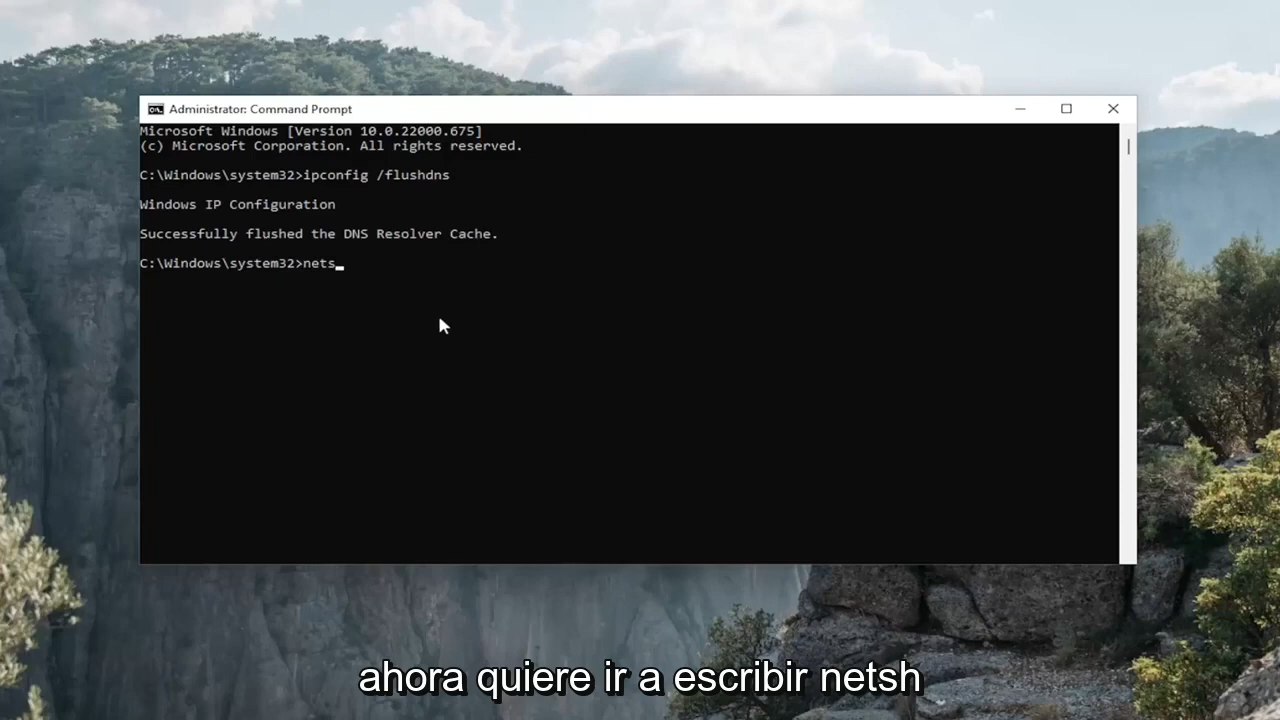 Administrator: Command Prompt
Microsoft Windows [Version 10.0.22000.675]
(c) Microsoft Corporation. All rights reserved.
C:\Windows\system32>ipconfig /flushdns
Windows IP Configuration
Successfully flushed the DNS Resolver Cache.
C:\Windows\system32>nets
ahora quiere ir a escribir netsh